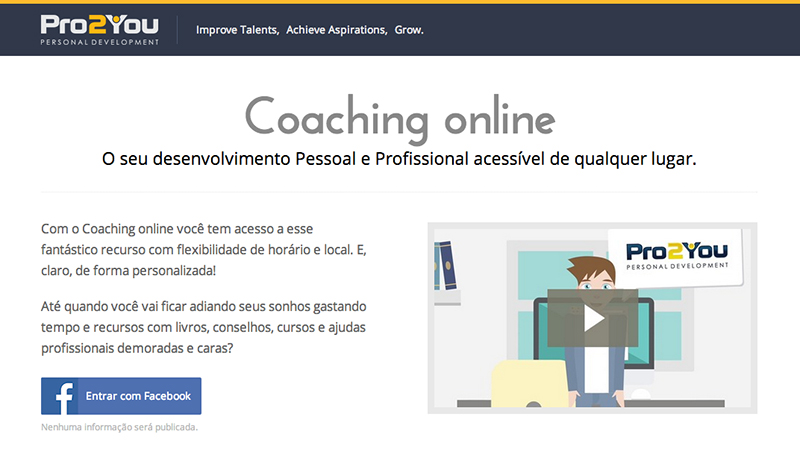 Pro2You
PERSONAL DEVELOPMENT
Improve Talents, Achieve Aspirations, Grow.
Coaching online
O seu desenvolvimento Pessoal e Profissional acessível de qualquer lugar.
Com o Coaching online você tem acesso a esse
fantástico recurso com flexibilidade de horário e local. E,
claro, de forma personalizada!
Até quando você vai ficar adiando seus sonhos gastando
tempo e recursos com livros, conselhos, cursos e ajudas
profissionais demoradas e caras?
f Entrar com Facebook
Nenhuma informação será publicada.
Pro2You
PERSONAL DEVELOPMENT